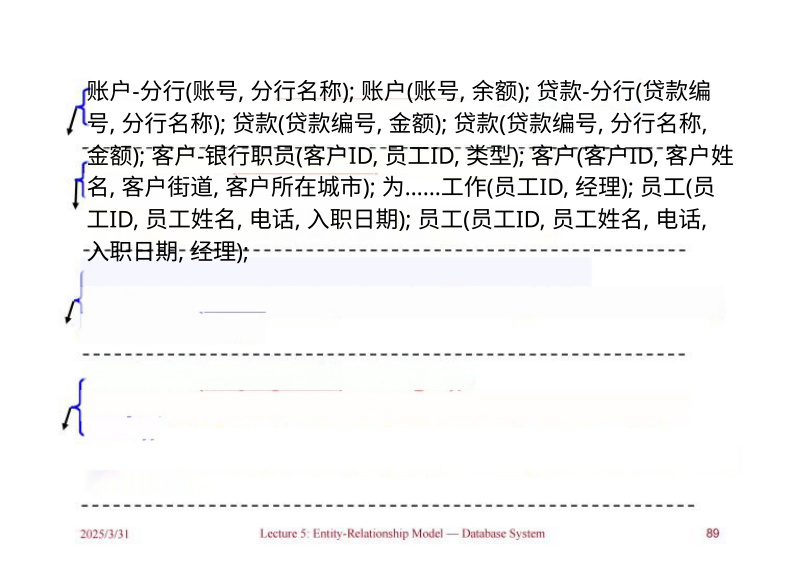 账户-分行(账号, 分行名称); 账户(账号, 余额); 贷款-分行(贷款编
号, 分行名称); 贷款(贷款编号, 金额); 贷款(贷款编号, 分行名称,
金额); 客户-银行职员(客户ID, 员工ID, 类型); 客户(客户ID, 客户姓
名, 客户街道, 客户所在城市); 为……工作(员工ID, 经理); 员工(员
工ID, 员工姓名, 电话, 入职日期); 员工(员工ID, 员工姓名, 电话,
入职日期, 经理);
2025/3/31 Lecture 5: Entity-Relationship Model — Database System 89